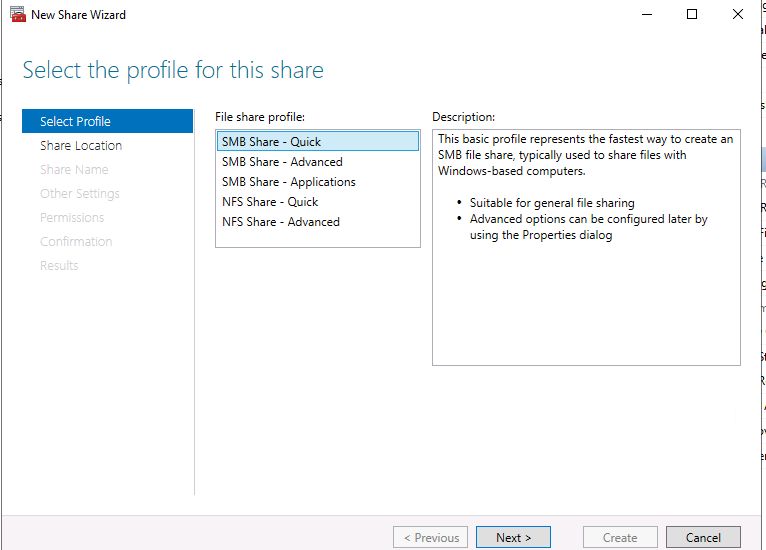 New Share Wizard
Select the profile for this share
Select Profile
Share Location
Share Name
Other Settings
Permissions
Confirmation
Results
File share profile:
SMB Share - Quick
SMB Share - Advanced
SMB Share - Applications
NFS Share - Quick
NFS Share - Advanced
Description:
This basic profile represents the fastest way to create an
SMB file share, typically used to share files with
Windows-based computers.
• Suitable for general file sharing
• Advanced options can be configured later by
using the Properties dialog
< Previous
Next >
Create
Cancel